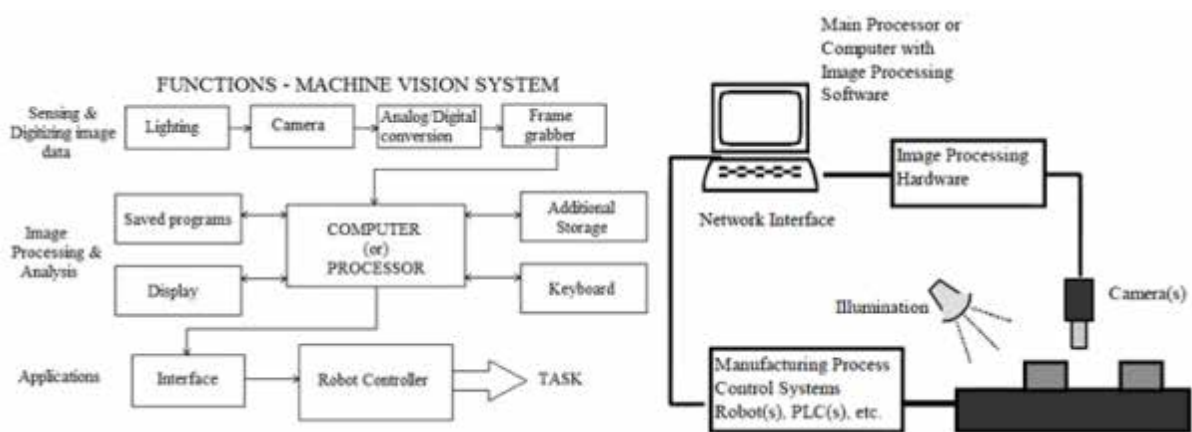 FUNCTIONS - MACHINE VISION SYSTEM
Sensing &
Digitizing image
data
Lighting
Camera
Analog/Digital
conversion
Frame
grabber
Image
Processing &
Analysis
Saved programs
COMPUTER
(or)
PROCESSOR
Additional
Storage
Display
Keyboard
Applications
Interface
Robot Controller
TASK
Main Processor or
Computer with
Image Processing
Software
Image Processing
Hardware
Network Interface
Illumination
Camera(s)
Manufacturing Process
Control Systems
Robot(s), PLC(s), etc.